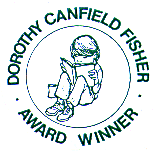 DOROTHY CANFIELD FISHER
· AWARD WINNER ·